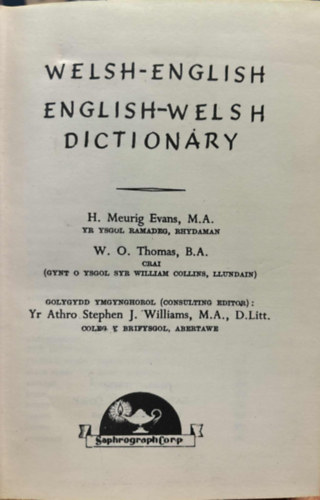 WELSH-ENGLISH
ENGLISH-WELSH
DICTIONARY
H. Meurig Evans, M.A.
YR YSGOL RAMADEG, RHYDAMAN
W. O. Thomas, B.A.
CRAI
(GYNT O YSGOL SYR WILLIAM COLLINS, LLUNDAIN)
GOLYGYDD YMGYNGHOROL (CONSULTING EDITOR):
Yr Athro Stephen J. Williams, M.A., D.Litt.
COLEG Y BRIFYSGOL, ABERTAWE
SaphrographCorp